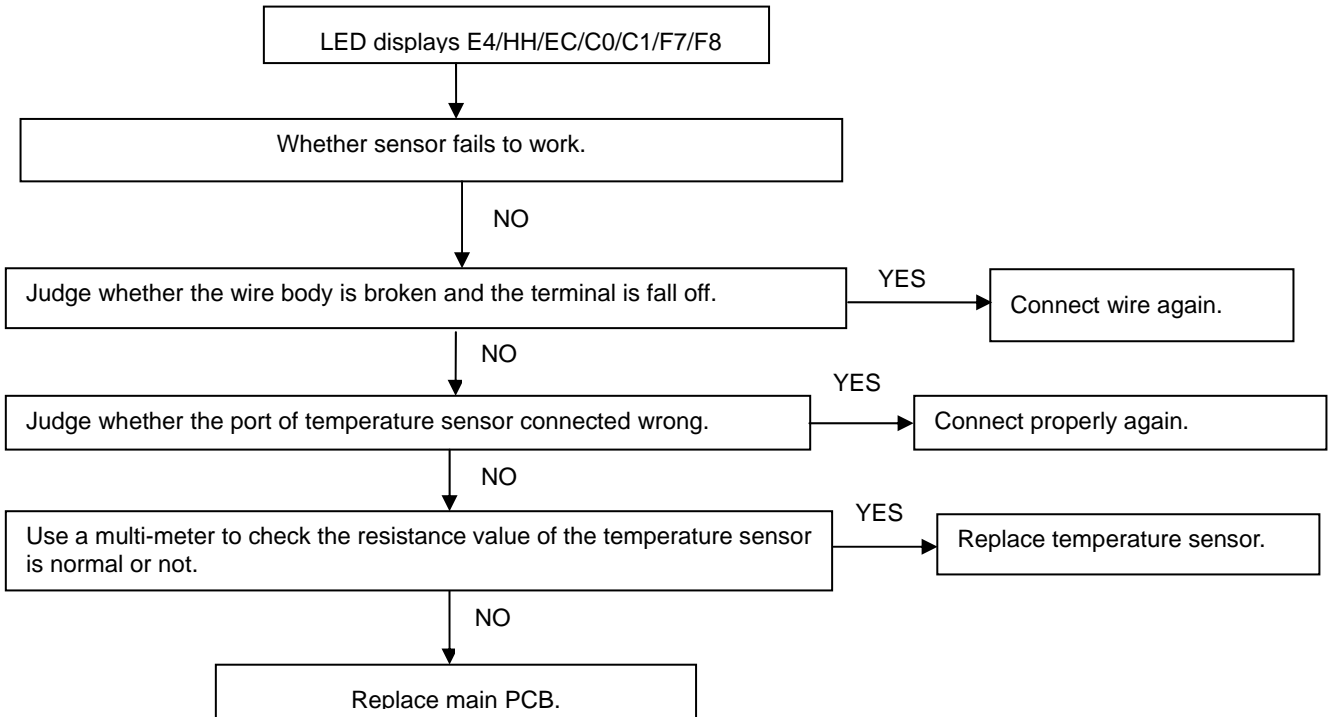 LED displays E4/HH/EC/C0/C1/F7/F8
Whether sensor fails to work.
NO
Judge whether the wire body is broken and the terminal is fall off.
YES
Connect wire again.
NO
Judge whether the port of temperature sensor connected wrong.
YES
Connect properly again.
NO
Use a multi-meter to check the resistance value of the temperature sensor
is normal or not.
YES
Replace temperature sensor.
NO
Replace main PCB.